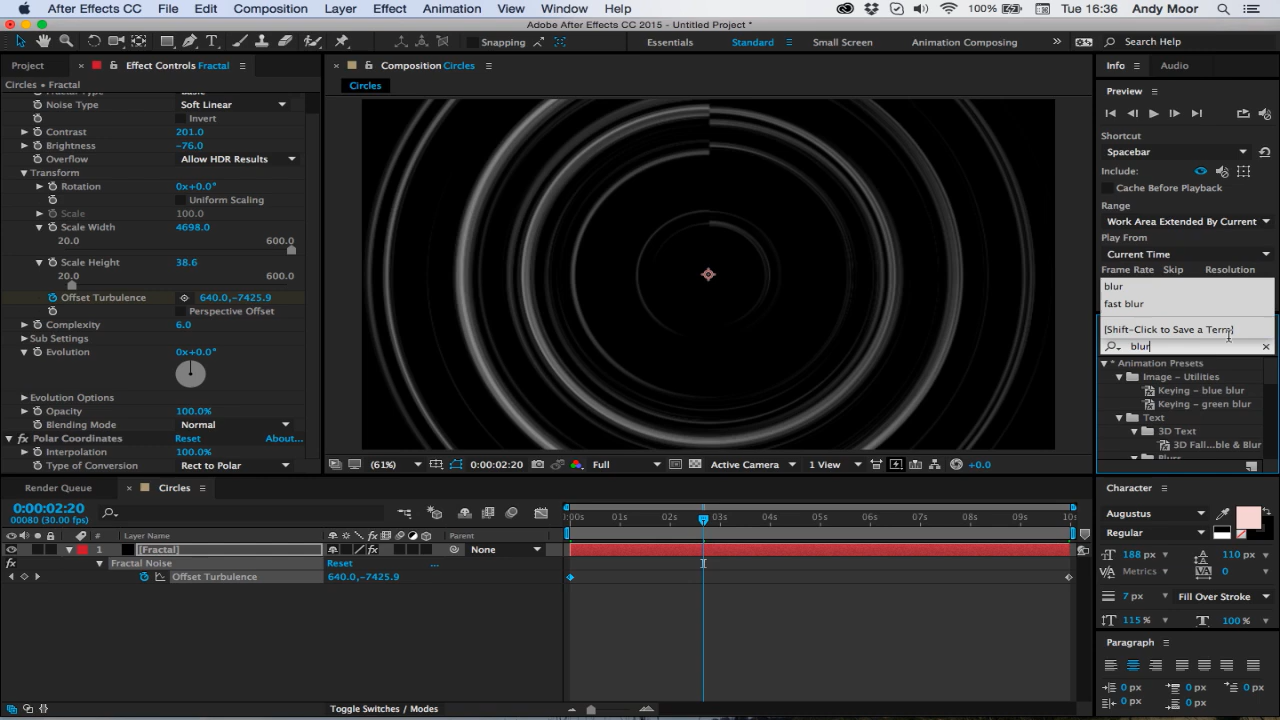 After Effects CC File Edit Composition Layer Effect Animation View Window Help 100% Tue 16:36 Andy Moor
Adobe After Effects CC 2015 - Untitled Project *
Snapping Essentials Standard Small Screen Animation Composing Search Help
Project Effect Controls Fractal
Circles • Fractal
Noise Type Soft Linear
Invert
Contrast 201.0
Brightness -76.0
Overflow Allow HDR Results
Transform
Rotation 0x+0.0°
Uniform Scaling
Scale 100.0
Scale Width 4698.0
20.0 600.0
Scale Height 38.6
20.0 600.0
Offset Turbulence 640.0,-7425.9
Perspective Offset
Complexity 6.0
Sub Settings
Evolution 0x+0.0°
Evolution Options
Opacity 100.0%
Blending Mode Normal
Polar Coordinates Reset About...
Interpolation 100.0%
Type of Conversion Rect to Polar
Composition Circles
Circles
(61%) 0:00:02:20 Full Active Camera 1 View +0.0
Info Audio
Preview
Shortcut
Spacebar
Include:
Cache Before Playback
Range
Work Area Extended By Current
Play From
Current Time
Frame Rate Skip Resolution
blur
fast blur
[Shift-Click to Save a Term]
blur
* Animation Presets
Image – Utilities
Keying – blue blur
Keying – green blur
Text
3D Text
3D Fall...ble & Blur
Render Queue Circles
0:00:02:20
00080 (30.00 fps)
# Layer Name Parent
1 [Fractal] None
Fractal Noise Reset ...
Offset Turbulence 640.0,-7425.9
:00s 01s 02s 03s 04s 05s 06s 07s 08s 09s 10s
Toggle Switches / Modes
Character
Augustus
Regular
188 px 110 px
Metrics 0
7 px Fill Over Stroke
115 % 100 %
Paragraph
0 px 0 px 0 px
0 px 0 px